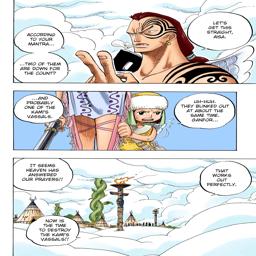 LET'S
GET THIS
STRAIGHT,
AISA.
ACCORDING
TO YOUR
MANTRA...
...TWO OF THEM
ARE DOWN FOR
THE COUNT?
...AND
PROBABLY
ONE OF THE
KAMI'S
VASSALS.
UH-HUH.
THEY BLINKED OUT
AT ABOUT THE
SAME TIME.
GANFOR...
IT SEEMS
HEAVEN HAS
ANSWERED
OUR PRAYERS!!
THAT
WORKS
OUT
PERFECTLY.
NOW IS
THE TIME
TO DESTROY
THE KAMI'S
VASSALS!!